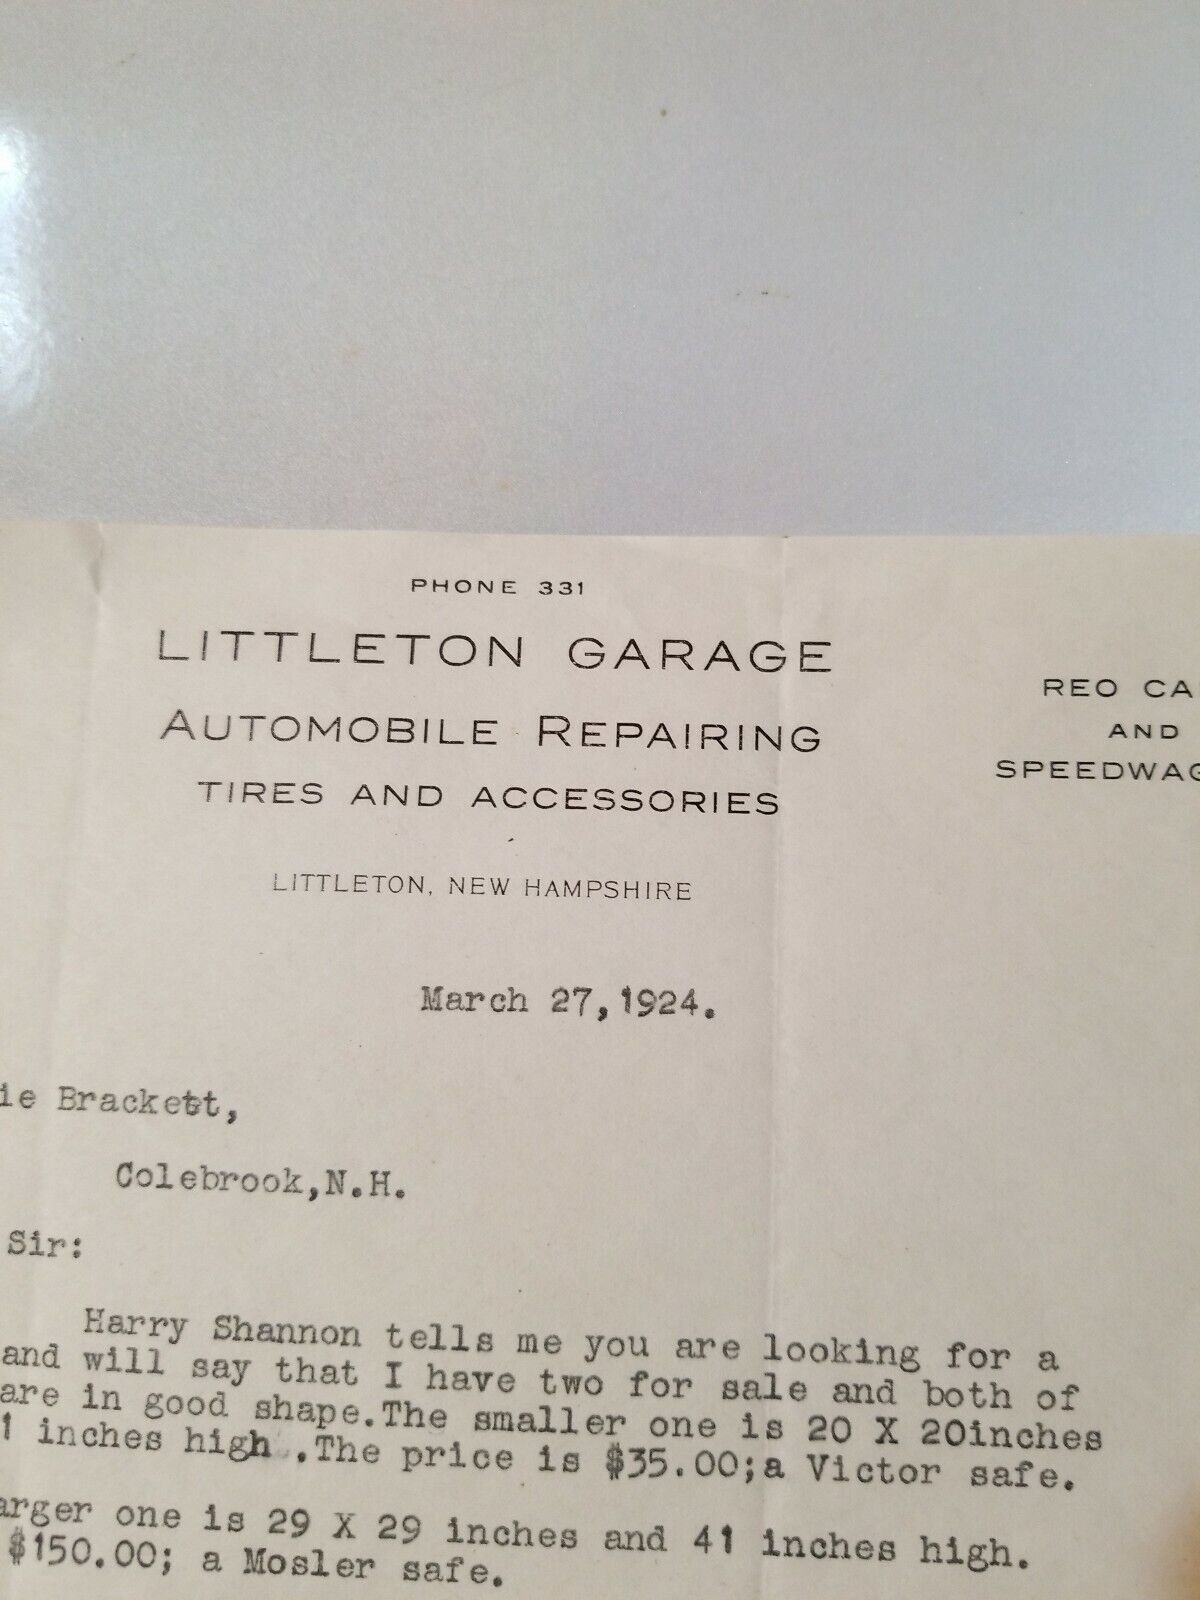 PHONE 331
LITTLETON GARAGE
AUTOMOBILE REPAIRING
TIRES AND ACCESSORIES
LITTLETON, NEW HAMPSHIRE
REO CA
AND
SPEEDWAG
March 27,1924.
ie Brackett,
Colebrook,N.H.
Sir:
Harry Shannon tells me you are looking for a
and will say that I have two for sale and both of
are in good shape.The smaller one is 20 X 20inches
1 inches high .The price is $35.00;a Victor safe.
arger one is 29 X 29 inches and 41 inches high.
$150.00; a Mosler safe.